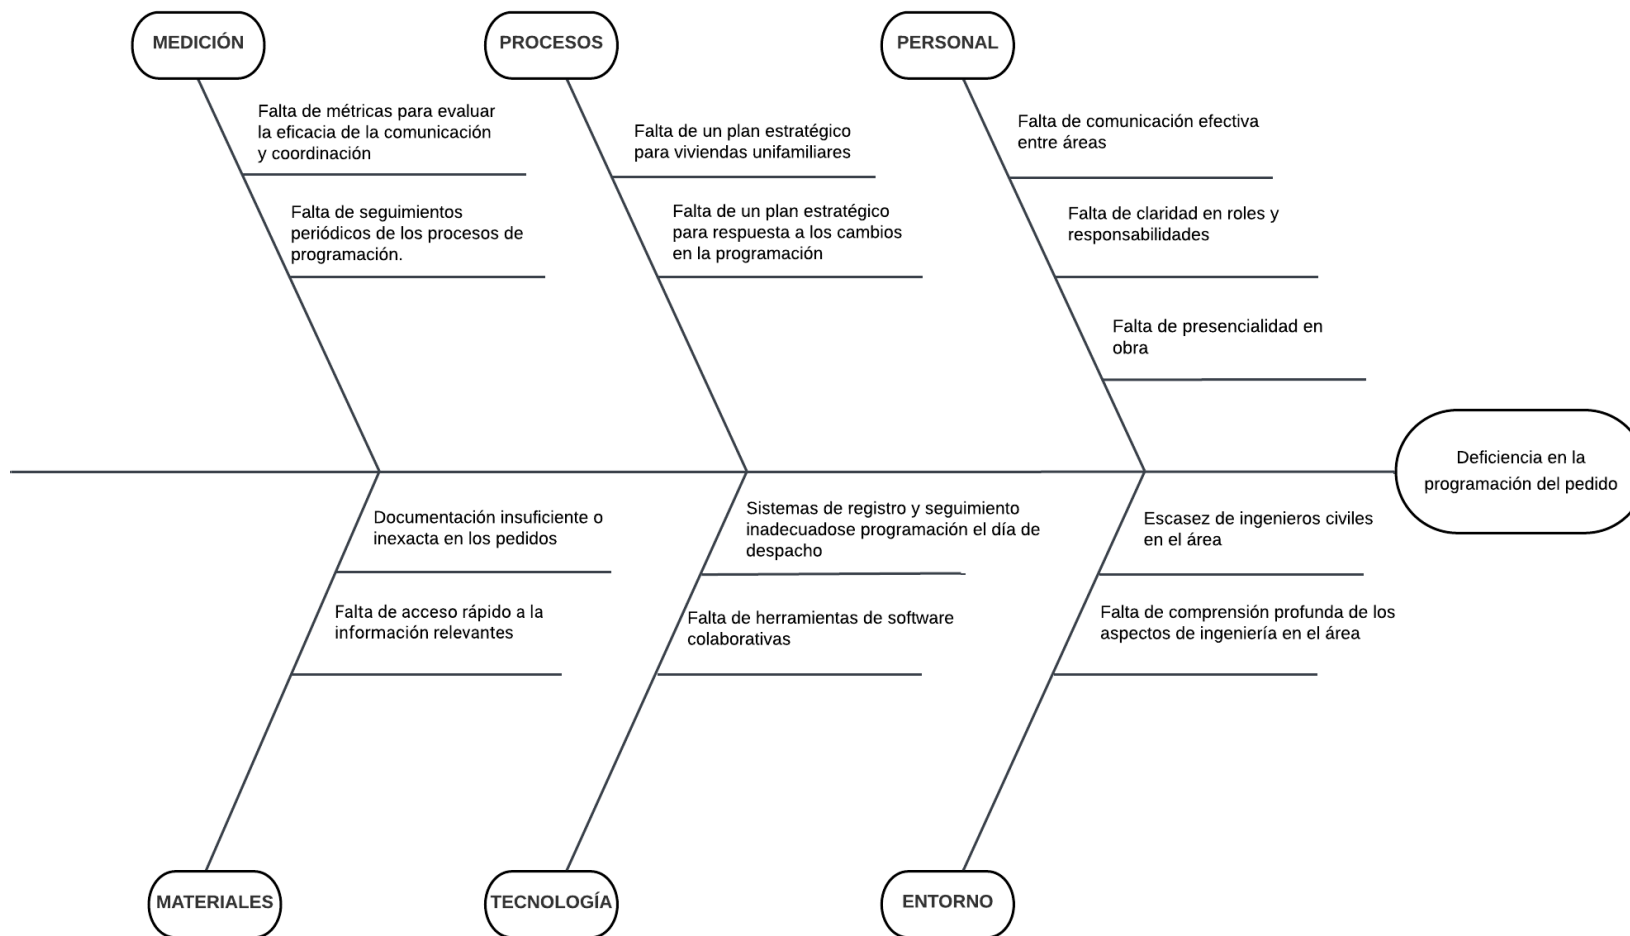 MEDICIÓN
PROCESOS
PERSONAL
Falta de métricas para evaluar
la eficacia de la comunicación
y coordinación
Falta de seguimientos
periódicos de los procesos de
programación.
Falta de un plan estratégico
para viviendas unifamiliares
Falta de un plan estratégico
para respuesta a los cambios
en la programación
Falta de comunicación efectiva
entre áreas
Falta de claridad en roles y
responsabilidades
Falta de presencialidad en
obra
Deficiencia en la
programación del pedido
Documentación insuficiente o
inexacta en los pedidos
Falta de acceso rápido a la
información relevantes
Sistemas de registro y seguimiento
inadecuadose programación el día de
despacho
Falta de herramientas de software
colaborativas
Escasez de ingenieros civiles
en el área
Falta de comprensión profunda de los
aspectos de ingeniería en el área
MATERIALES
TECNOLOGÍA
ENTORNO